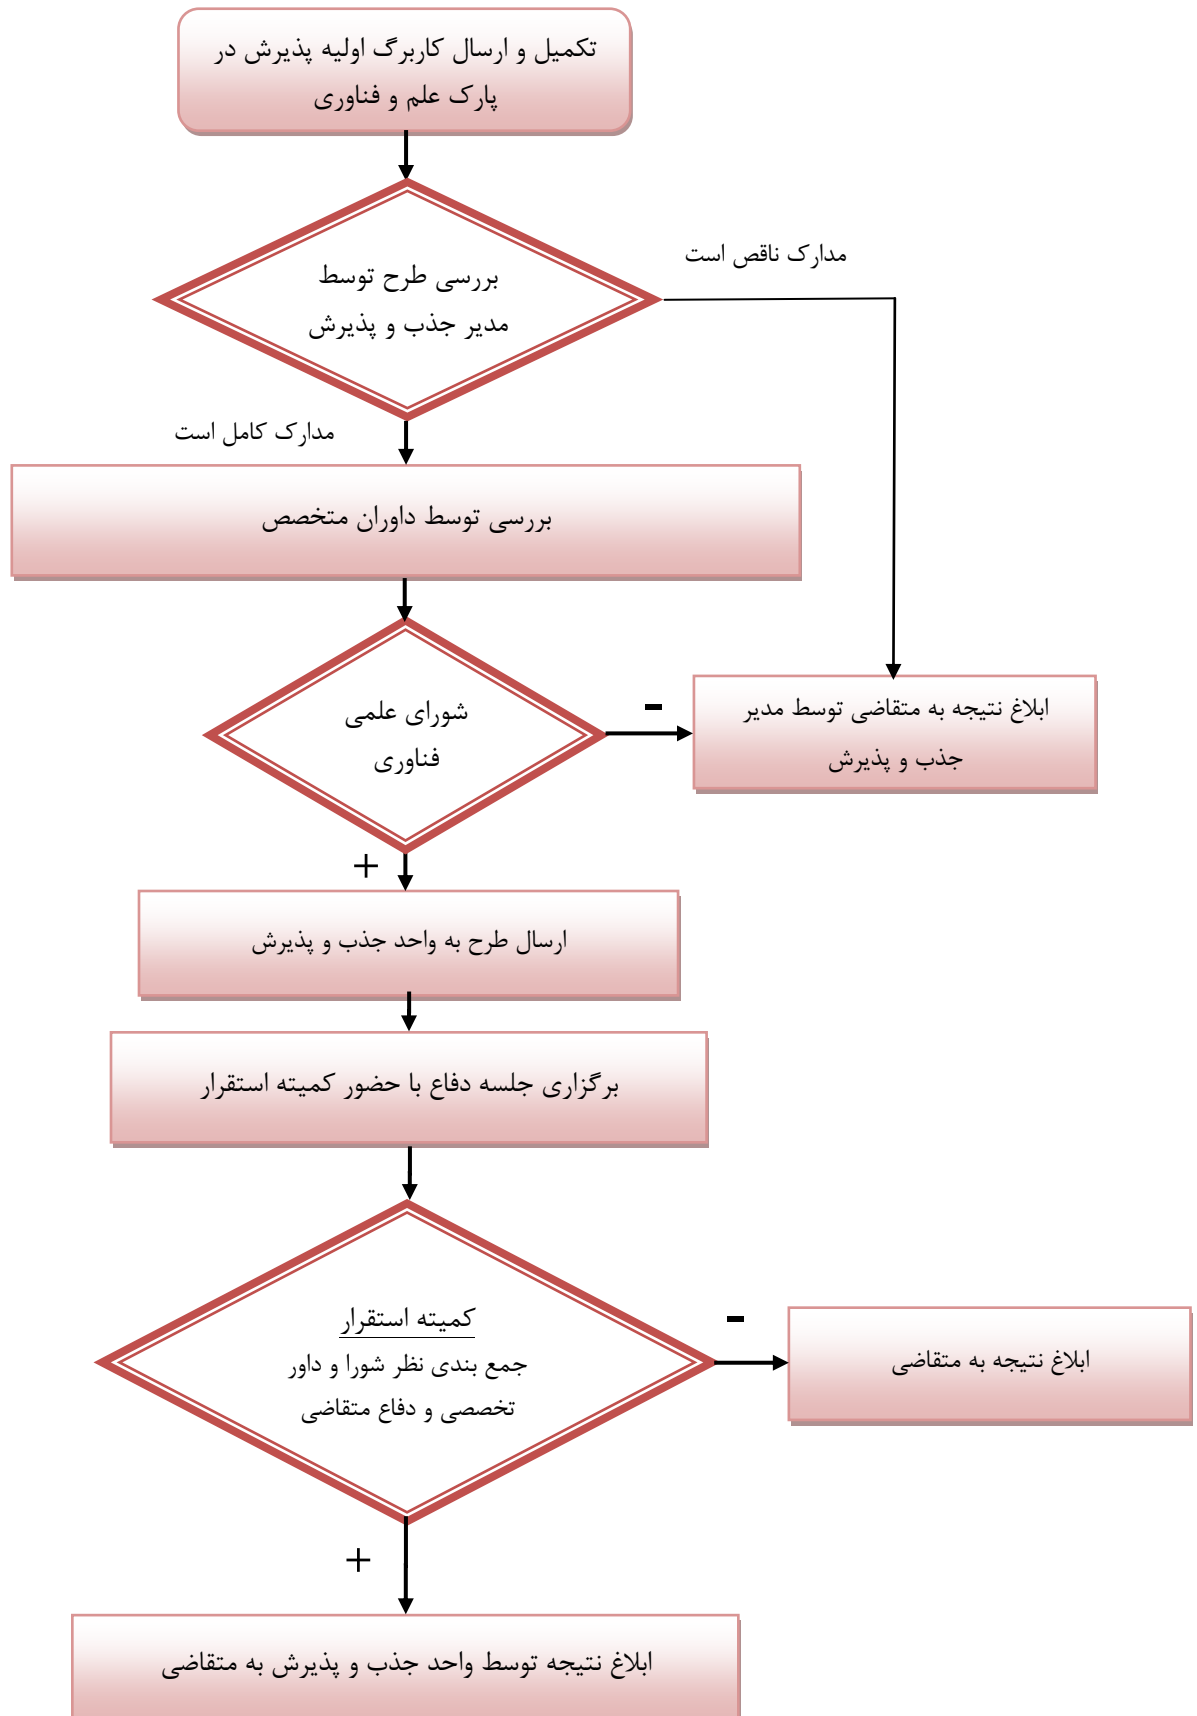 تکمیل و ارسال کاربرگ اولیه پذیرش در
پارک علم و فناوری
بررسی طرح توسط
مدیر جذب و پذیرش
مدارک ناقص است
مدارک کامل است
بررسی توسط داوران متخصص
شورای علمی
فناوری
-
ابلاغ نتیجه به متقاضی توسط مدیر
جذب و پذیرش
+
ارسال طرح به واحد جذب و پذیرش
برگزاری جلسه دفاع با حضور کمیته استقرار
کمیته استقرار
جمع بندی نظر شورا و داور
تخصصی و دفاع متقاضی
-
ابلاغ نتیجه به متقاضی
+
ابلاغ نتیجه توسط واحد جذب و پذیرش به متقاضی